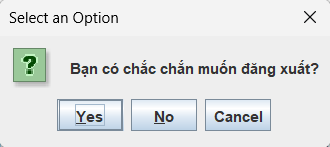 Select an Option
?
Bạn có chắc chắn muốn đăng xuất?
Yes No Cancel